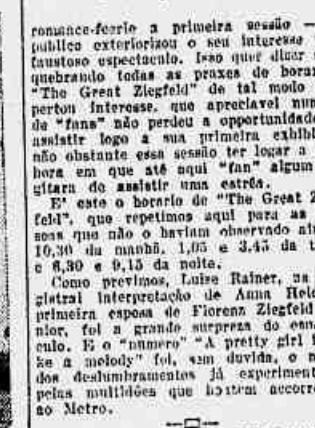 romance-feerio a primeira sessão —
publico exteriorizou o seu interesse
faustoso espectaculo. Isso quer dizer
quebrando todas as praxes de horar
"The Great Ziegfeld" de tal modo
pertou interesse, que apreciavel num
de "fans" não perdeu a opportunidade
assistir logo a sua primeira exhibi
não obstante essa sessão ter logar a
hora em que até aqui "fan" algum
gitara de assistir uma estréa.
E' este o horario de "The Great Z
feld", que repetimos aqui para as
soas que não o haviam observado ain
10,30 da manhã, 1,05 e 3,45 da t
e 6,30 e 9,15 da noite.
Como previmos, Luise Rainer, na
gistral interpretação de Anna Held
primeira esposa de Florenz Ziegfeld
nior, foi a grande surpreza do espe
culo. E o "numero" "A pretty girl i
ke a melody" foi, sem duvida, o m
dos deslumbramentos já experiment
pelas multidões que hontem accorre
ao Metro.